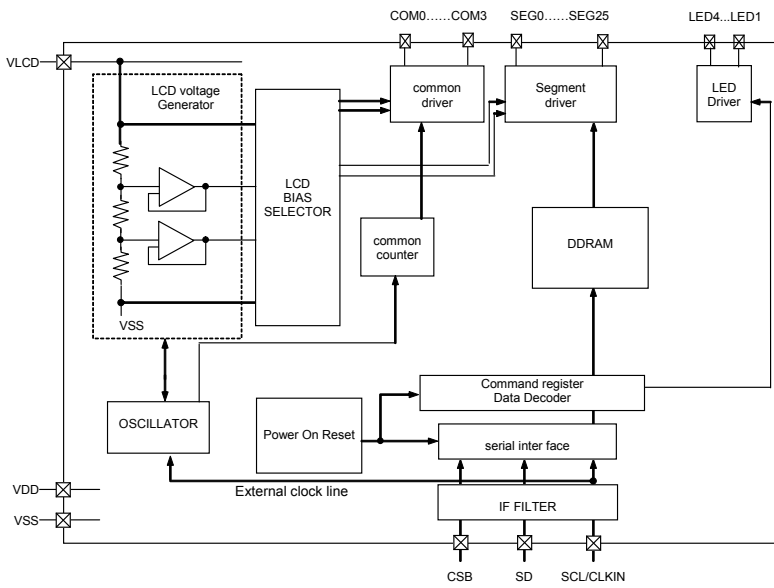 COM0......COM3
SEG0......SEG25
LED4...LED1
VLCD
LCD voltage
Generator
common
driver
Segment
driver
LED
Driver
LCD
BIAS
SELECTOR
common
counter
DDRAM
VSS
Command register
Data Decoder
OSCILLATOR
Power On Reset
serial inter face
VDD
External clock line
IF FILTER
VSS
CSB
SD
SCL/CLKIN